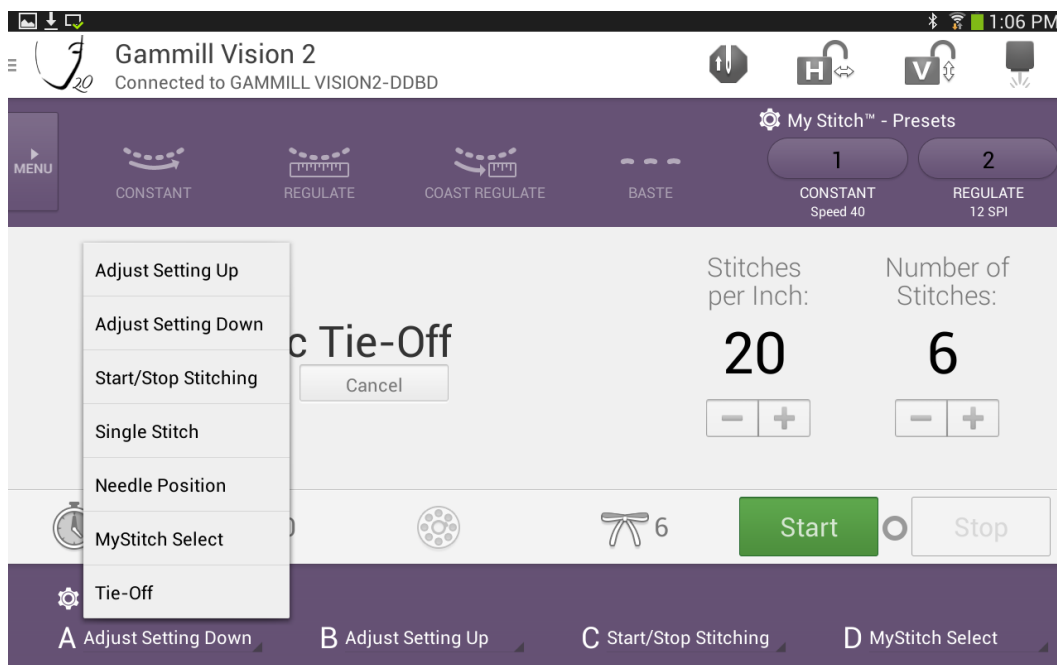 1:06 PM
Gammill Vision 2
Connected to GAMMILL VISION2-DDBD
20
H
V
My Stitch™ - Presets
MENU
CONSTANT
REGULATE
COAST REGULATE
BASTE
1
2
CONSTANT
REGULATE
Speed 40
12 SPI
Adjust Setting Up
Adjust Setting Down
Start/Stop Stitching
Single Stitch
Needle Position
MyStitch Select
Tie-Off
c Tie-Off
Cancel
Stitches
per Inch:
20
Number of
Stitches:
6
6
Start
Stop
A Adjust Setting Down
B Adjust Setting Up
C Start/Stop Stitching
D MyStitch Select